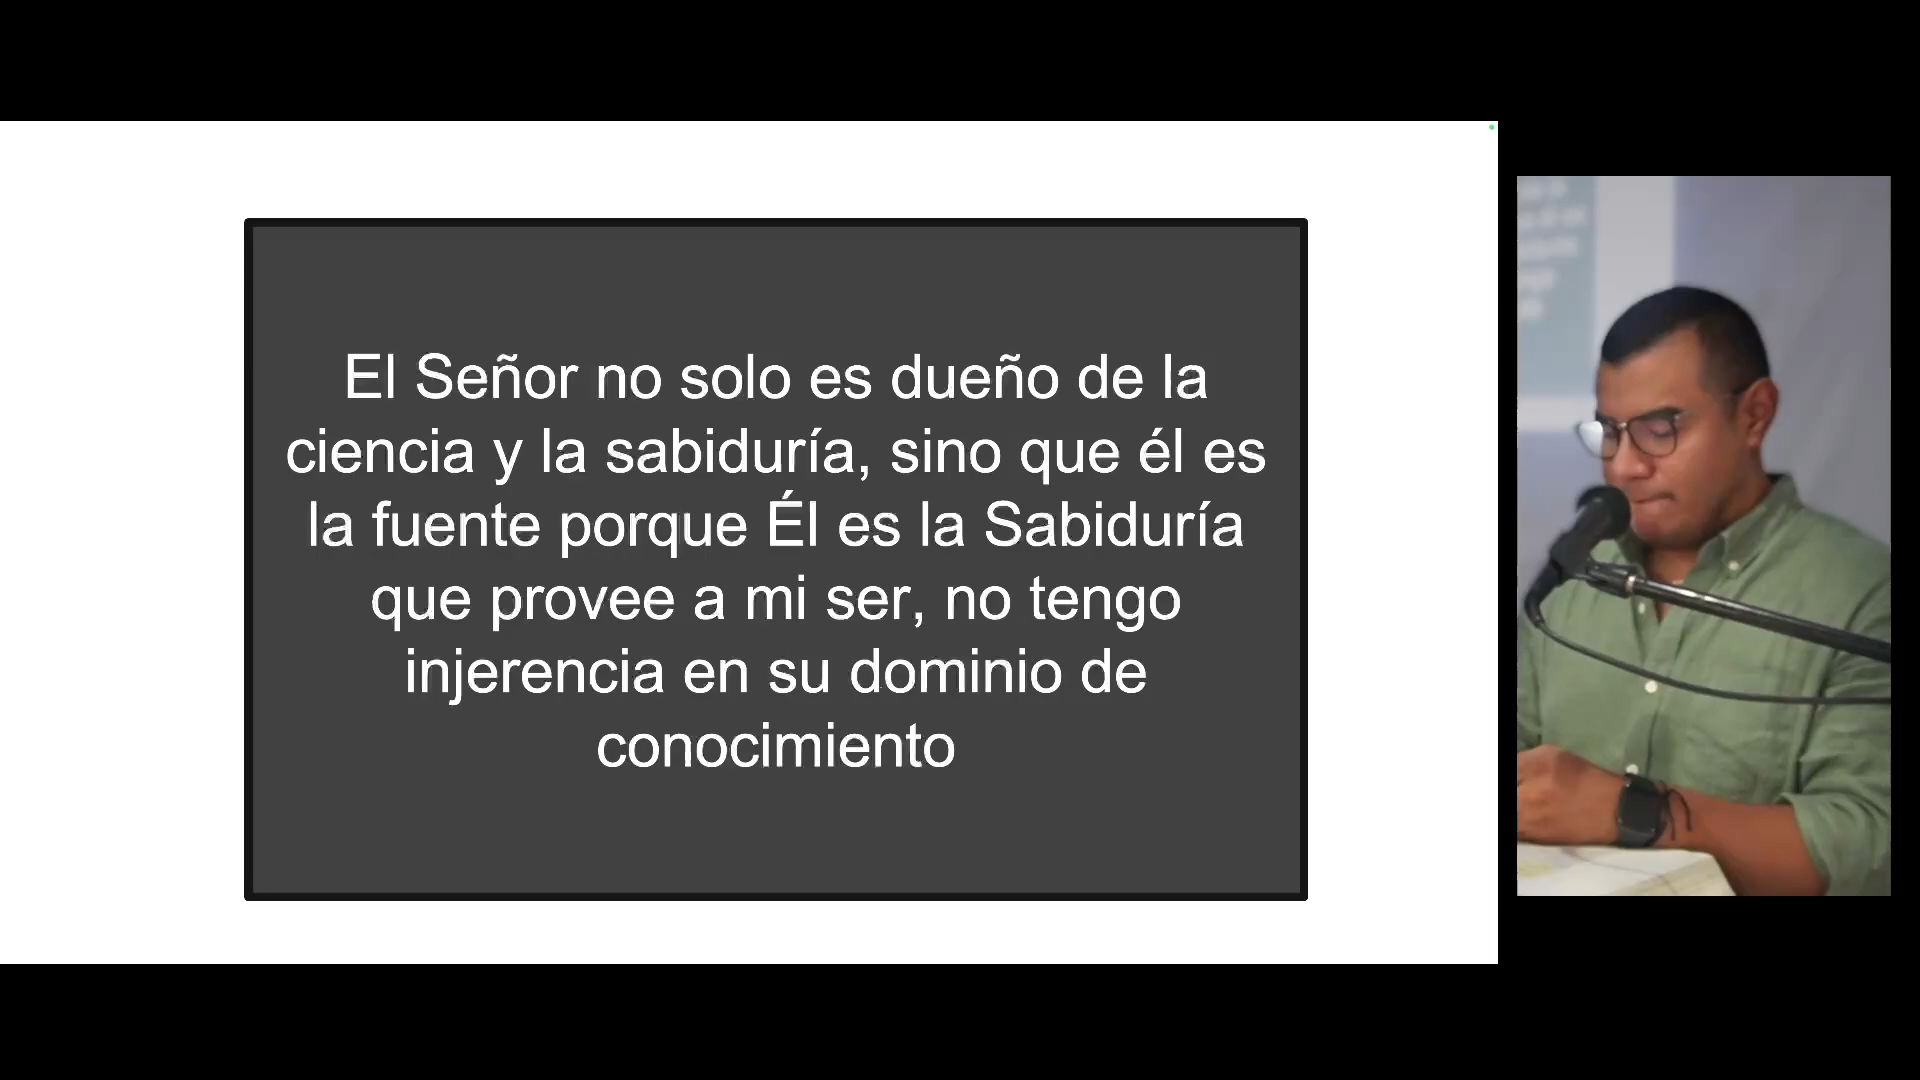 El Señor no solo es dueño de la
ciencia y la sabiduría, sino que él es
la fuente porque Él es la Sabiduría
que provee a mi ser, no tengo
injerencia en su dominio de
conocimiento